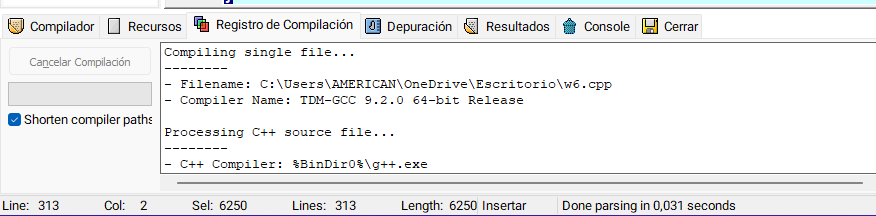 Compilador Recursos Registro de Compilación Depuración Resultados Console Cerrar
Cancelar Compilación
Shorten compiler paths
Compiling single file...
--------
- Filename: C:\Users\AMERICAN\OneDrive\Escritorio\w6.cpp
- Compiler Name: TDM-GCC 9.2.0 64-bit Release
Processing C++ source file...
--------
- C++ Compiler: %BinDir0%\g++.exe
Line: 313 Col: 2 Sel: 6250 Lines: 313 Length: 6250 Insertar Done parsing in 0,031 seconds